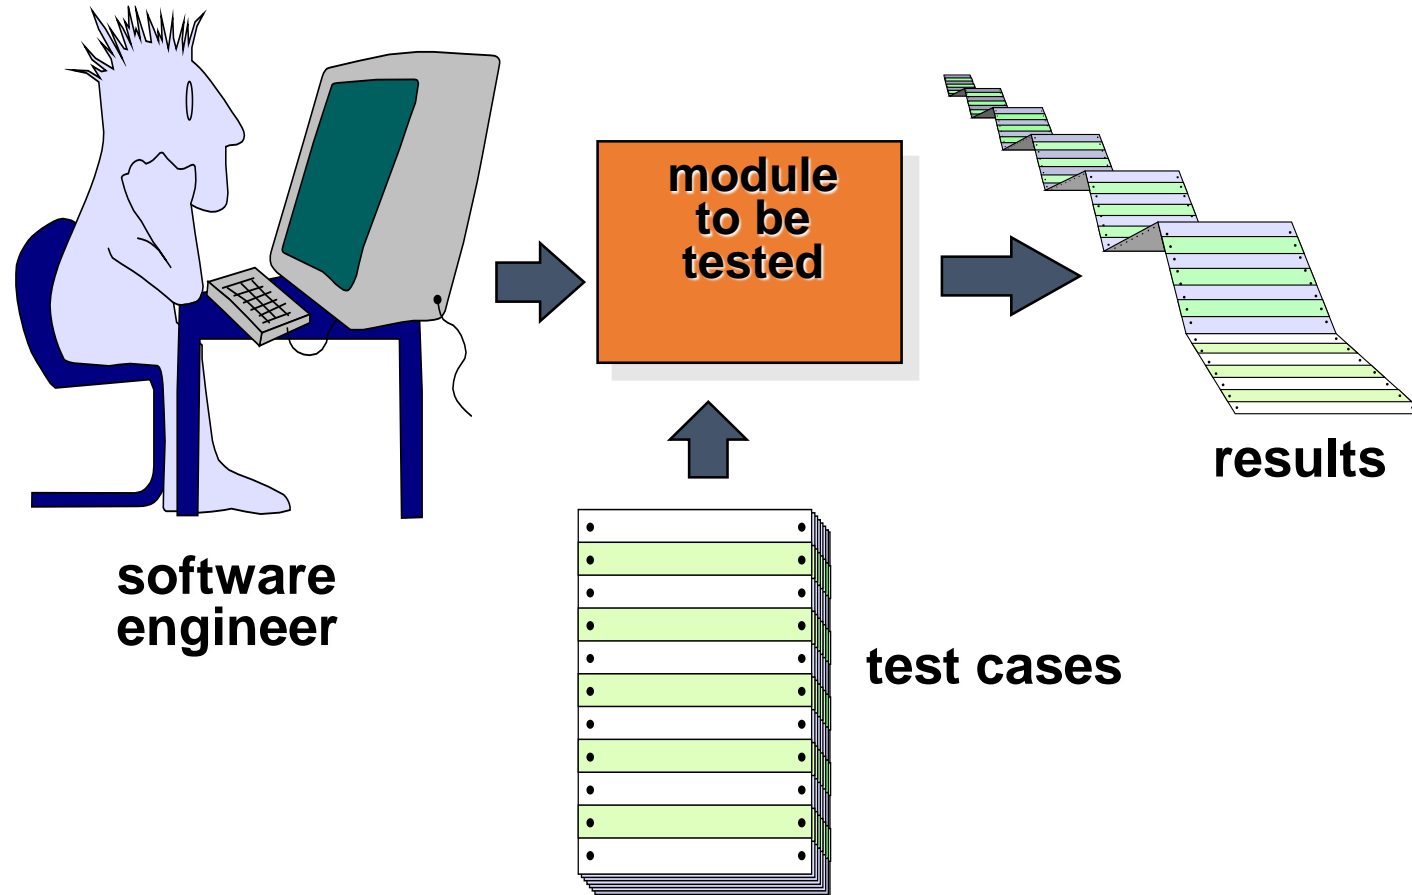 module
to be
tested
results
software
engineer
test cases